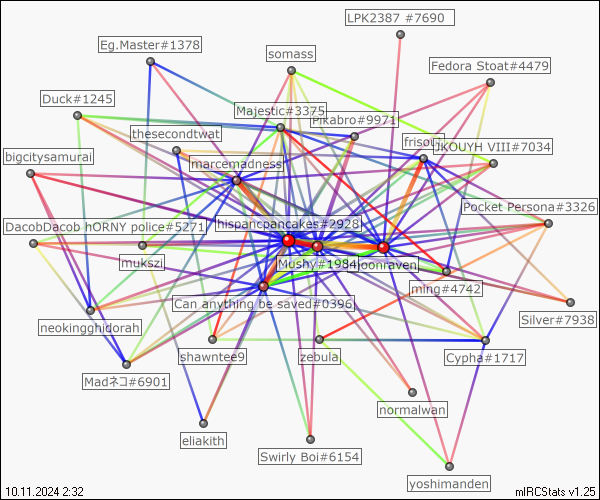 LPK2387 #7690
Eg.Master#1378
somass
Fedora Stoat#4479
Duck#1245
Majestic#3375
Pikabro#9971
thesecondtwat
frisou
JKOUYH VIII#7034
bigcitysamurai
marcemadness
Pocket Persona#3326
DacobDacob hORNY police#5271
hispancpancakes#2928
mukszi
Mushy#1984
joonraven
ming#4742
Can anything be saved#0396
Silver#7938
neokingghidorah
shawntee9
zebula
Cypha#1717
Madネコ#6901
normalwan
eliakith
Swirly Boi#6154
yoshimanden
10.11.2024 2:32
mIRCStats v1.25